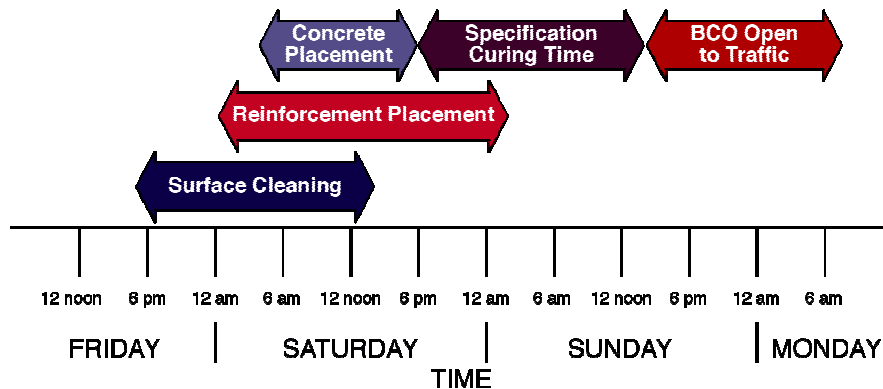 Concrete
Placement
Specification
Curing Time
BCO Open
to Traffic
Reinforcement Placement
Surface Cleaning
12 noon 6 pm 12 am 6 am 12 noon 6 pm 12 am 6 am 12 noon 6 pm 12 am 6 am
FRIDAY SATURDAY SUNDAY MONDAY
TIME